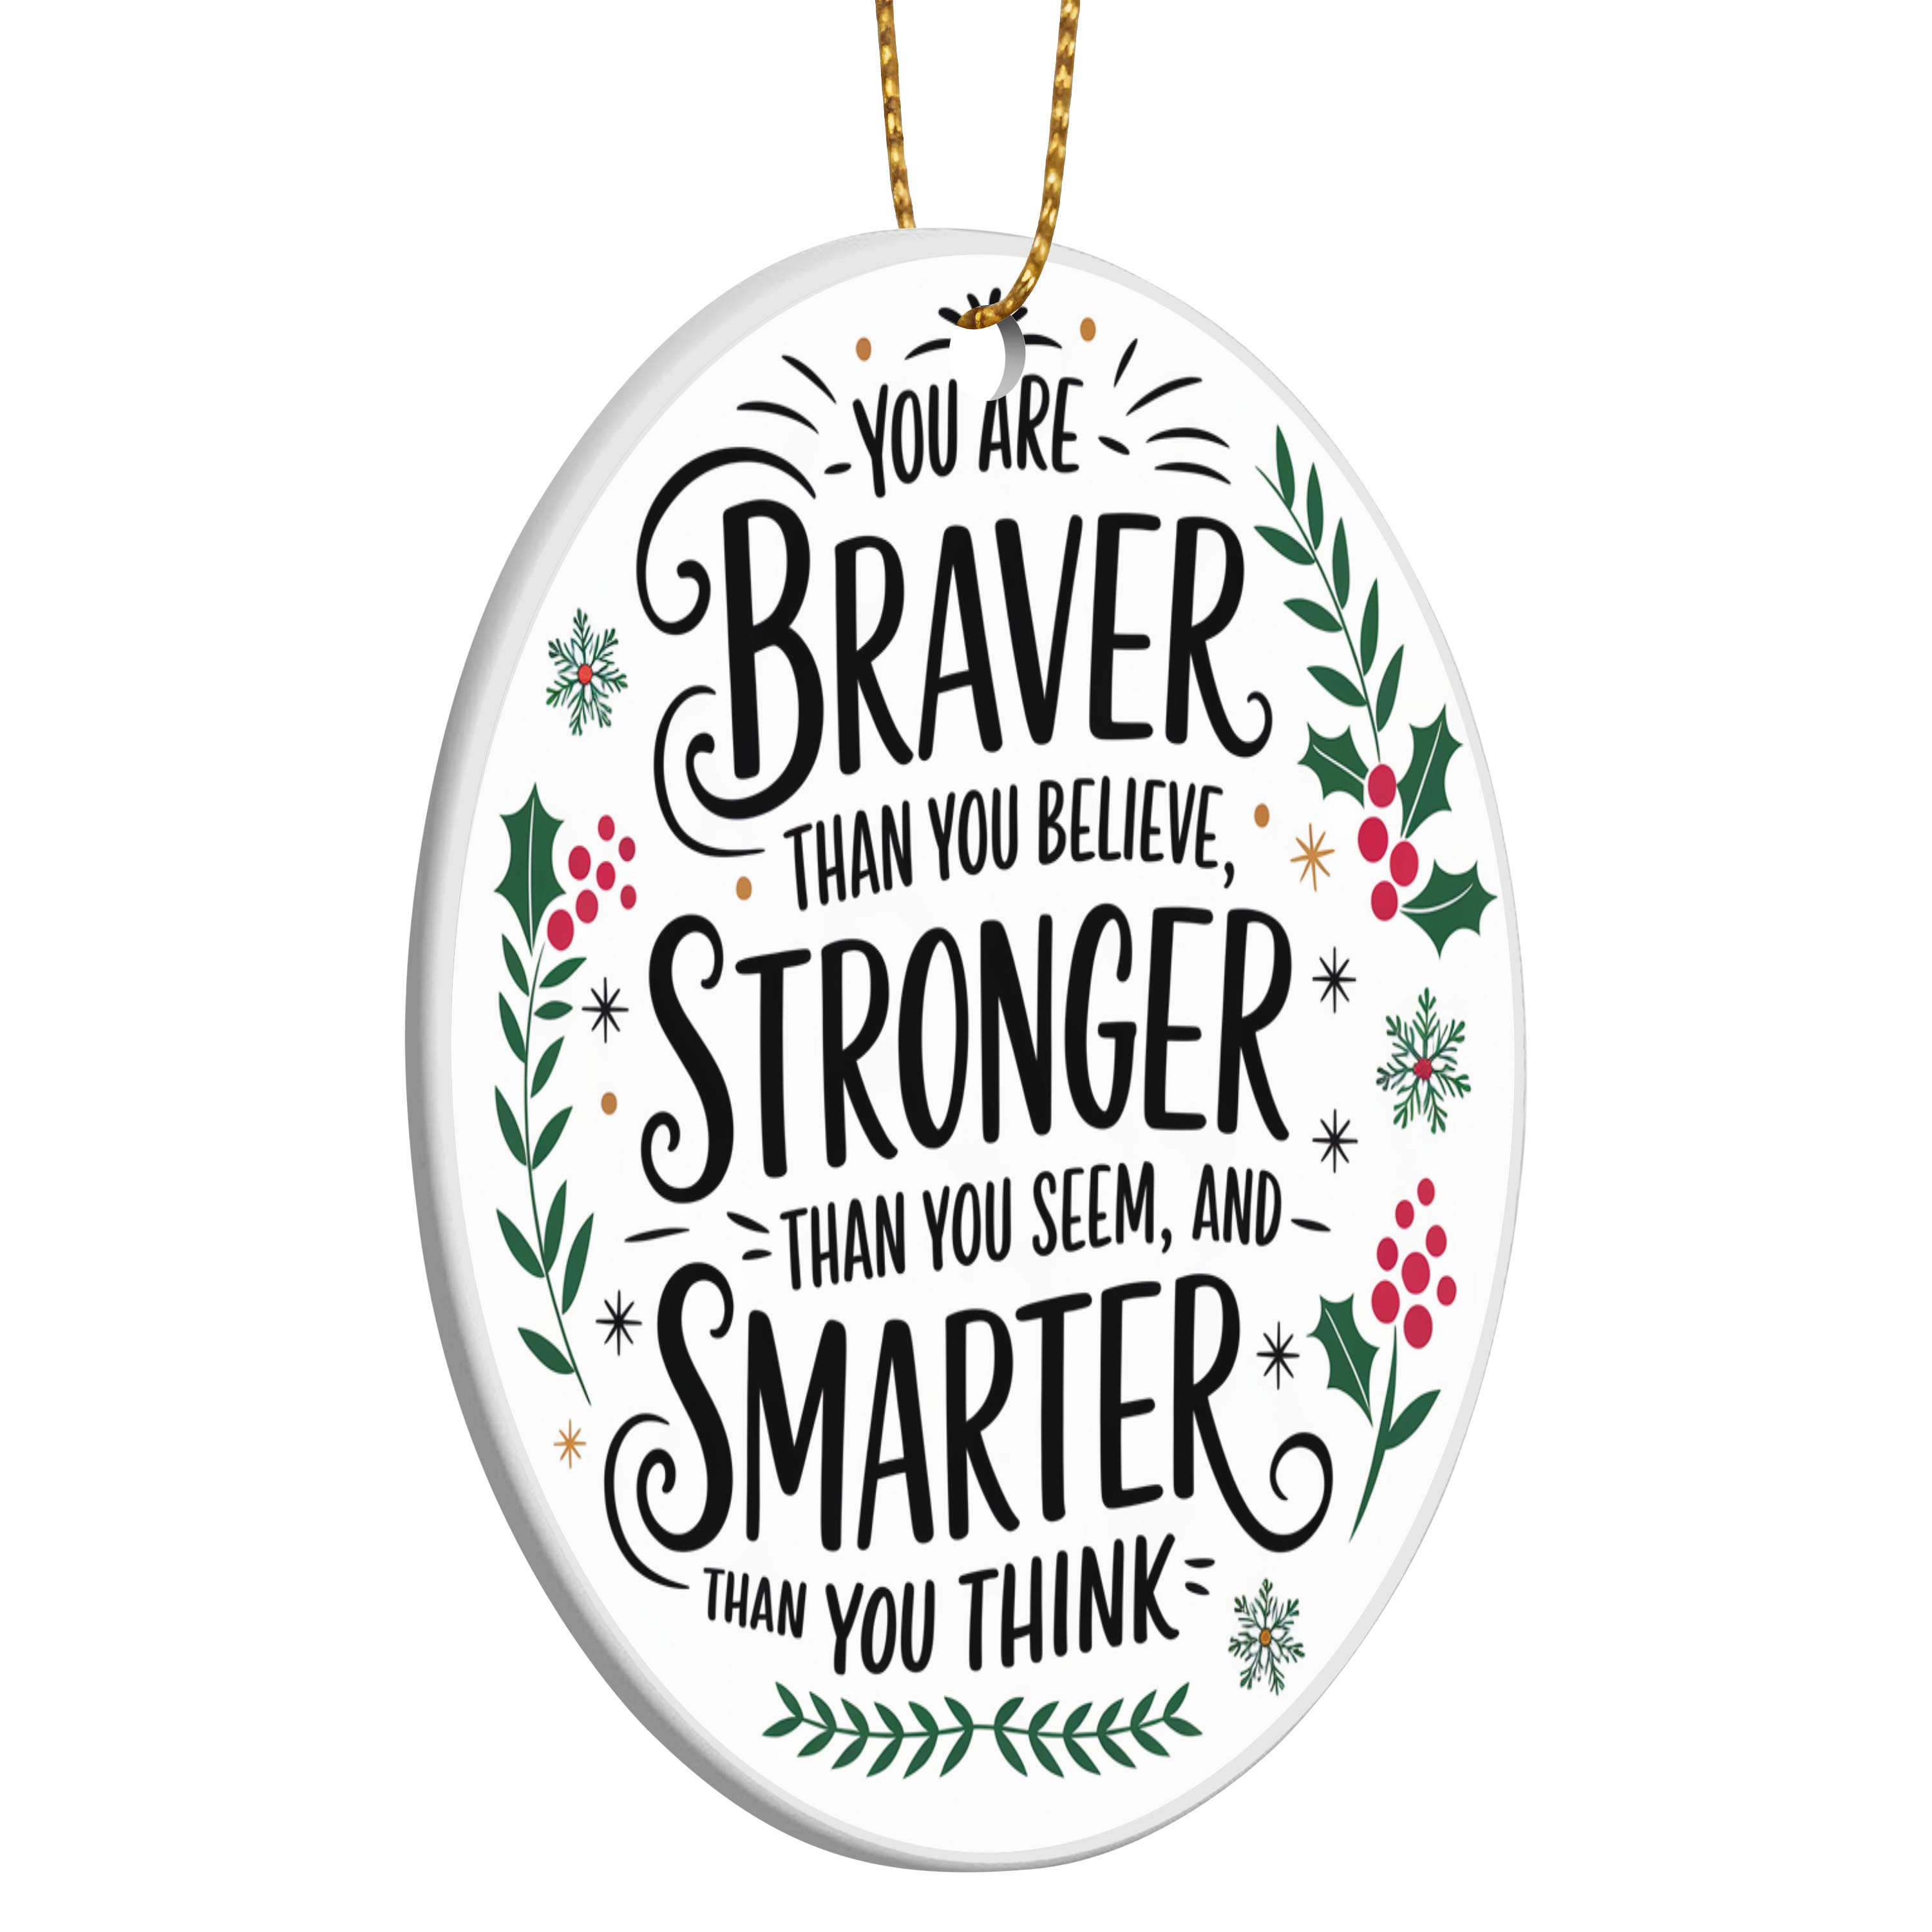 YOU ARE
BRAVER
THAN YOU BELIEVE,
STRONGER
THAN YOU SEEM, AND
SMARTER
THAN YOU THINK